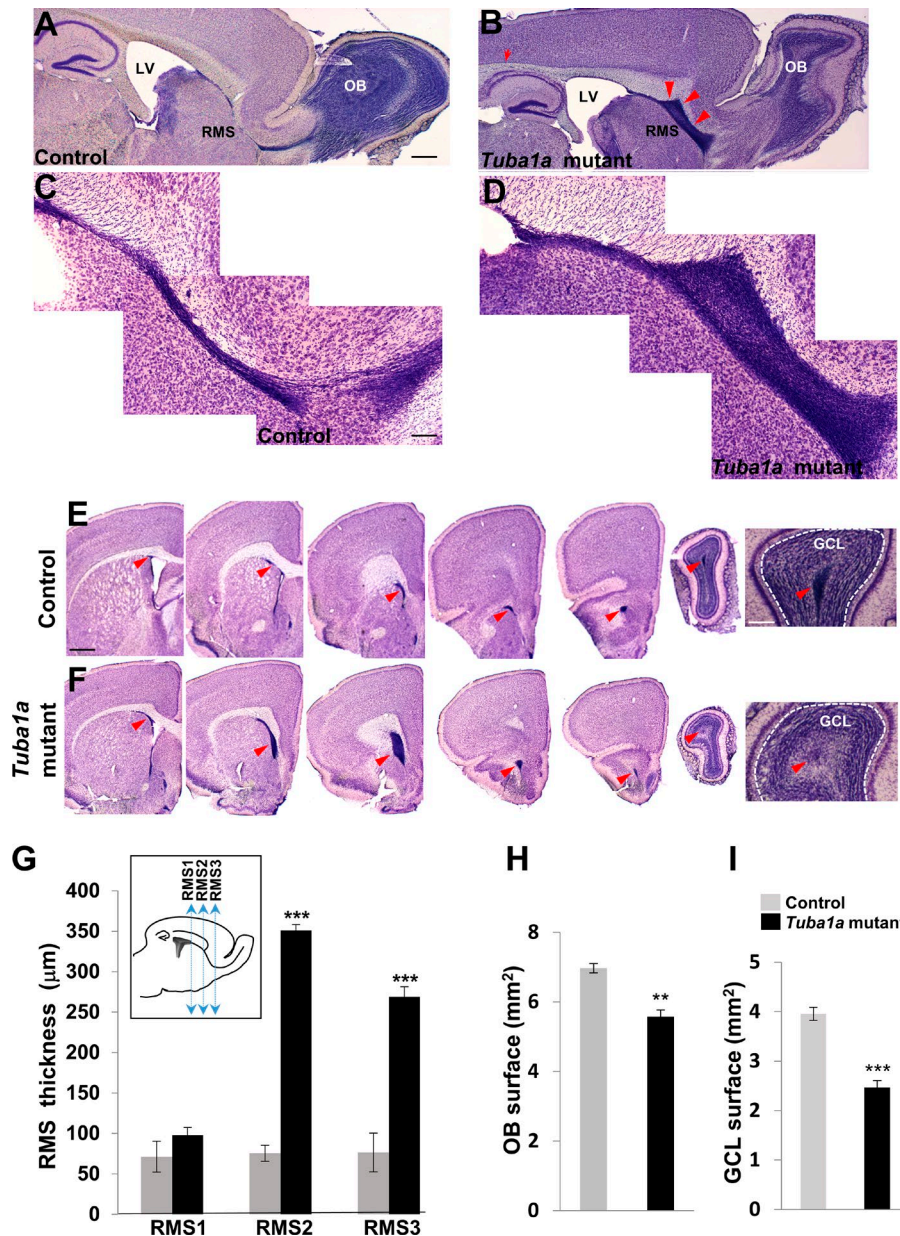 A
LV
OB
RMS
Control
B
OB
LV
RMS
Tuba1a mutant
C
Control
D
Tuba1a mutant
E
Control
GCL
F
Tuba1a
mutant
GCL
G
RMS thickness (μm)
400
350
300
250
200
150
100
50
0
RMS1
RMS2
RMS3
***
***
RMS1
RMS2
RMS3
H
OB surface (mm²)
8
6
4
2
0
**
I
Control
Tuba1a mutant
GCL surface (mm²)
5
4
3
2
1
0
***